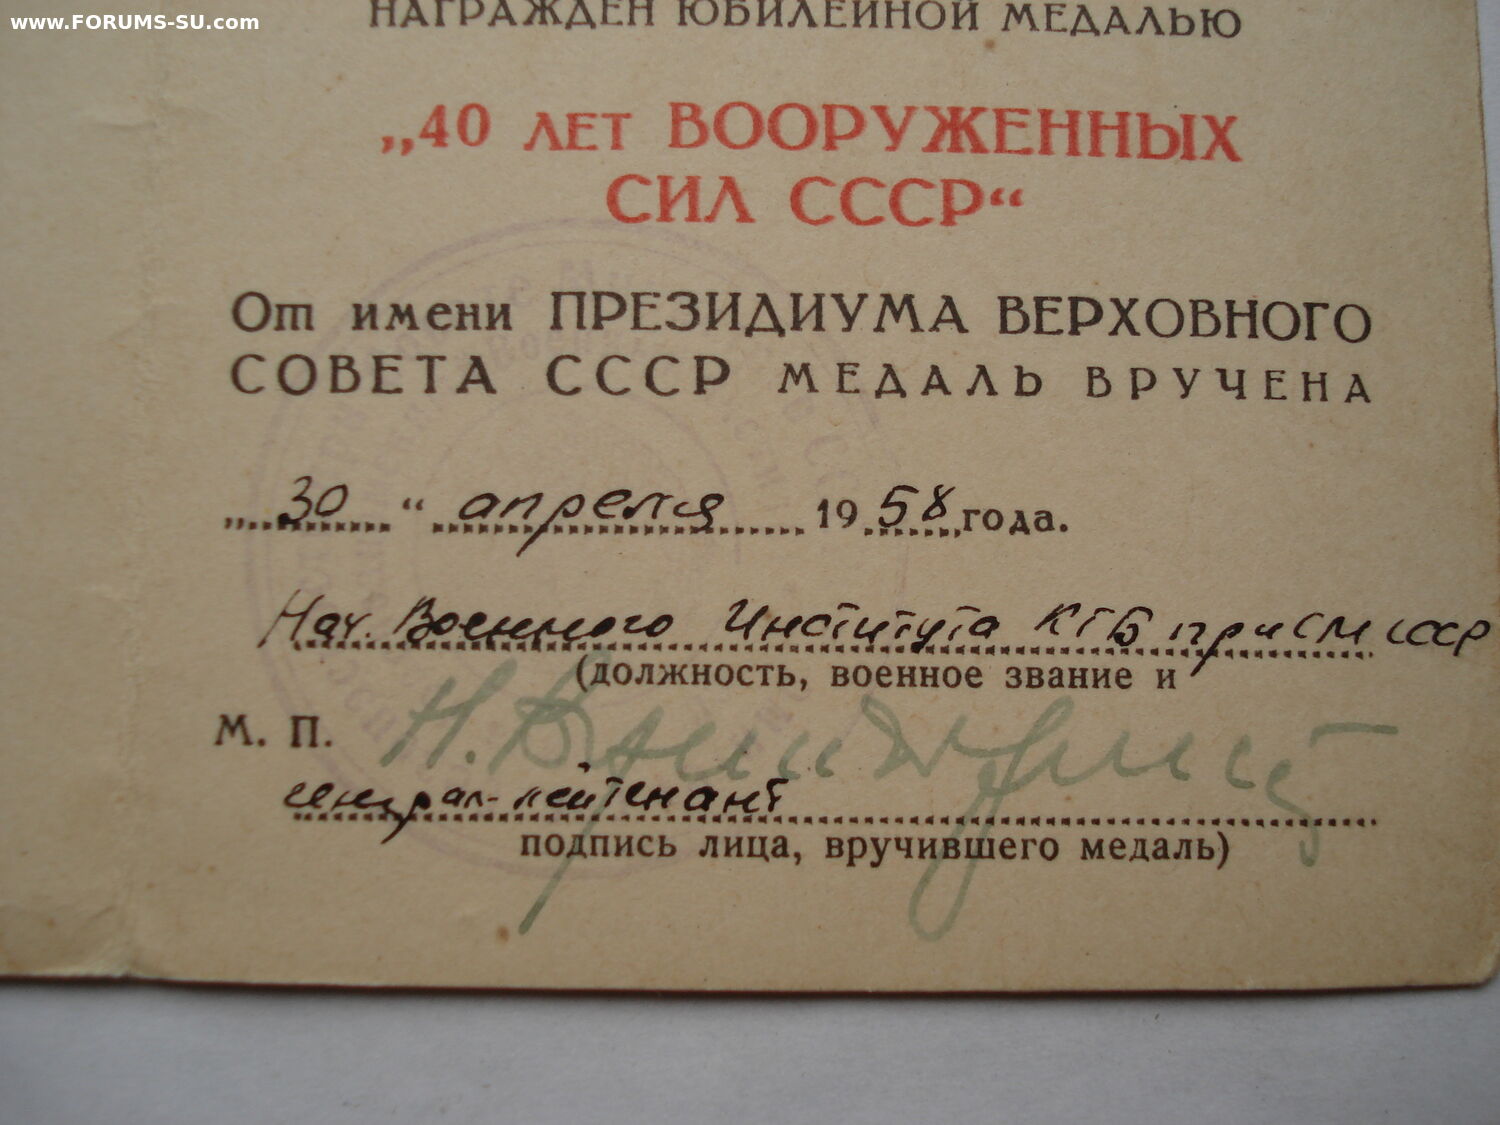 www.FORUMS-SU.com
НАГРАЖДЕН ЮБИЛЕЙНОЙ МЕДАЛЬЮ
„40 ЛЕТ ВООРУЖЕННЫХ
СИЛ СССР“
От имени ПРЕЗИДИУМА ВЕРХОВНОГО
СОВЕТА СССР МЕДАЛЬ ВРУЧЕНА
„30“ апреля 1958 года.
Нач. Военного Института КГБ при СМ СССР
(должность, военное звание и
М. П.
генерал-лейтенант
подпись лица, вручившего медаль)